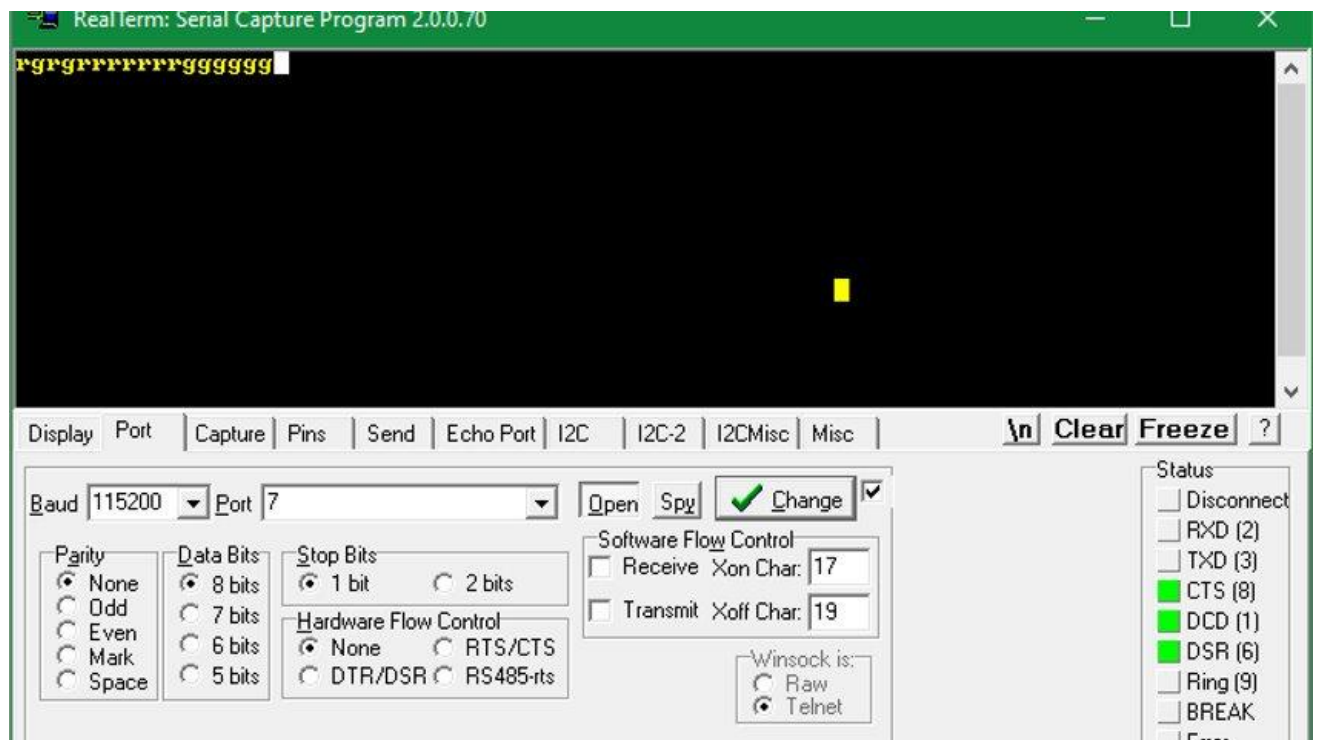 RealTerm: Serial Capture Program 2.0.0.70
rgrgrrrrrrrgggggg
Display Port Capture Pins Send Echo Port I2C I2C-2 I2CMisc Misc \n Clear Freeze ?
Baud 115200 Port 7 Open Spy Change
Parity
None
Odd
Even
Mark
Space
Data Bits
8 bits
7 bits
6 bits
5 bits
Stop Bits
1 bit 2 bits
Hardware Flow Control
None RTS/CTS
DTR/DSR RS485-rts
Software Flow Control
Receive Xon Char: 17
Transmit Xoff Char: 19
Winsock is:
Raw
Telnet
Status
Disconnect
RXD (2)
TXD (3)
CTS (8)
DCD (1)
DSR (6)
Ring (9)
BREAK